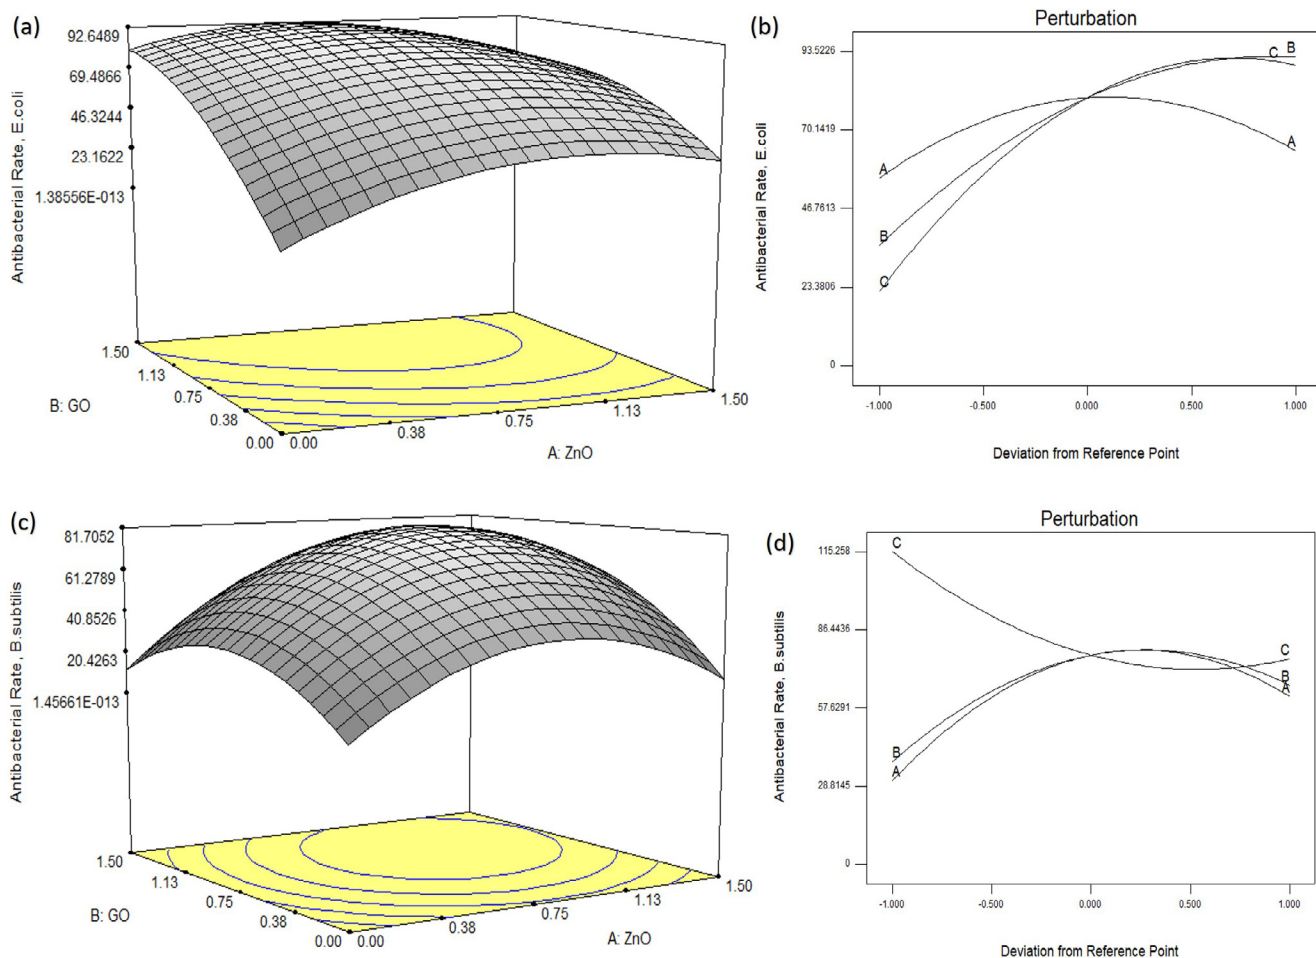 (a)
92.6489
69.4866
46.3244
23.1622
1.38556E-013
Antibacterial Rate, E.coli
1.50
1.13
0.75
0.38
0.00
B: GO
0.00
0.38
0.75
1.13
1.50
A: ZnO
(b)
Perturbation
93.5226
70.1419
46.7613
23.3806
0
Antibacterial Rate, E.coli
A
B
C
C
B
A
-1.000
-0.500
0.000
0.500
1.000
Deviation from Reference Point
(c)
81.7052
61.2789
40.8526
20.4263
1.45661E-013
Antibacterial Rate, B.subtilis
1.50
1.13
0.75
0.38
0.00
B: GO
0.00
0.38
0.75
1.13
1.50
A: ZnO
(d)
Perturbation
115.258
86.4436
57.6291
28.8145
0
Antibacterial Rate, B.subtilis
C
B
A
C
B
A
-1.000
-0.500
0.000
0.500
1.000
Deviation from Reference Point